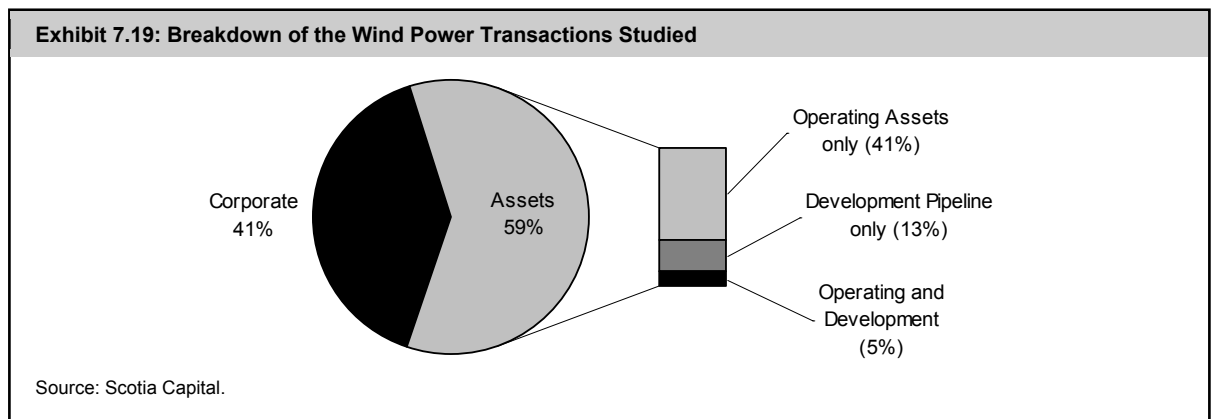 Exhibit 7.19: Breakdown of the Wind Power Transactions Studied
Corporate
41%
Assets
59%
Operating Assets
only (41%)
Development Pipeline
only (13%)
Operating and
Development
(5%)
Source: Scotia Capital.